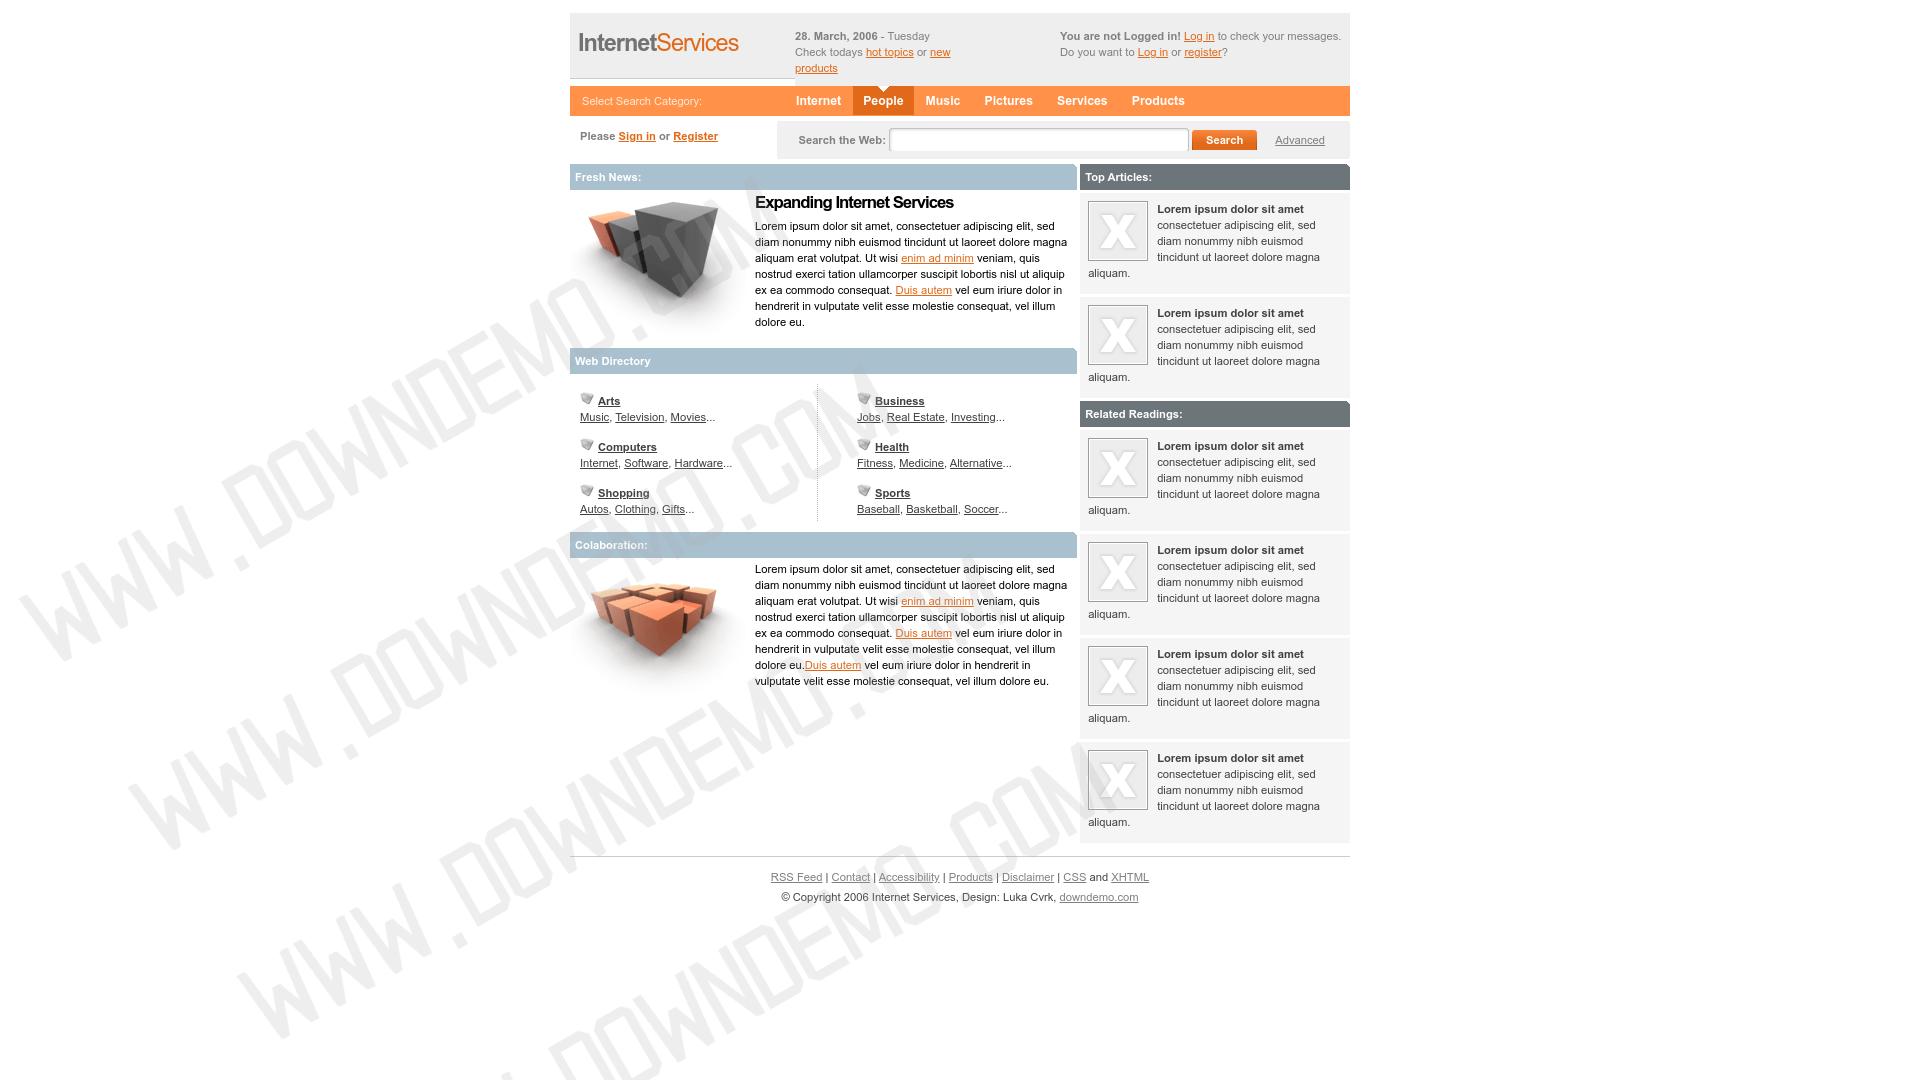 InternetServices
28. March, 2006 - Tuesday
Check todays hot topics or new
products
You are not Logged in! Log in to check your messages.
Do you want to Log in or register?
Select Search Category:
Internet People Music Pictures Services Products
Please Sign in or Register
Search the Web: Search Advanced
Fresh News:
Expanding Internet Services
Lorem ipsum dolor sit amet, consectetuer adipiscing elit, sed
diam nonummy nibh euismod tincidunt ut laoreet dolore magna
aliquam erat volutpat. Ut wisi enim ad minim veniam, quis
nostrud exerci tation ullamcorper suscipit lobortis nisl ut aliquip
ex ea commodo consequat. Duis autem vel eum iriure dolor in
hendrerit in vulputate velit esse molestie consequat, vel illum
dolore eu.
Web Directory
Arts
Music, Television, Movies...
Computers
Internet, Software, Hardware...
Shopping
Autos, Clothing, Gifts...
Business
Jobs, Real Estate, Investing...
Health
Fitness, Medicine, Alternative...
Sports
Baseball, Basketball, Soccer...
Colaboration:
Lorem ipsum dolor sit amet, consectetuer adipiscing elit, sed
diam nonummy nibh euismod tincidunt ut laoreet dolore magna
aliquam erat volutpat. Ut wisi enim ad minim veniam, quis
nostrud exerci tation ullamcorper suscipit lobortis nisl ut aliquip
ex ea commodo consequat. Duis autem vel eum iriure dolor in
hendrerit in vulputate velit esse molestie consequat, vel illum
dolore eu.Duis autem vel eum iriure dolor in hendrerit in
vulputate velit esse molestie consequat, vel illum dolore eu.
Top Articles:
Lorem ipsum dolor sit amet
consectetuer adipiscing elit, sed
diam nonummy nibh euismod
tincidunt ut laoreet dolore magna
aliquam.
Lorem ipsum dolor sit amet
consectetuer adipiscing elit, sed
diam nonummy nibh euismod
tincidunt ut laoreet dolore magna
aliquam.
Related Readings:
Lorem ipsum dolor sit amet
consectetuer adipiscing elit, sed
diam nonummy nibh euismod
tincidunt ut laoreet dolore magna
aliquam.
Lorem ipsum dolor sit amet
consectetuer adipiscing elit, sed
diam nonummy nibh euismod
tincidunt ut laoreet dolore magna
aliquam.
Lorem ipsum dolor sit amet
consectetuer adipiscing elit, sed
diam nonummy nibh euismod
tincidunt ut laoreet dolore magna
aliquam.
Lorem ipsum dolor sit amet
consectetuer adipiscing elit, sed
diam nonummy nibh euismod
tincidunt ut laoreet dolore magna
aliquam.
RSS Feed | Contact | Accessibility | Products | Disclaimer | CSS and XHTML
© Copyright 2006 Internet Services, Design: Luka Cvrk, downdemo.com
WWW.DOWNDEMO.COM
WWW.DOWNDEMO.COM
WWW.DOWNDEMO.COM
.DOWNDEMO.COM